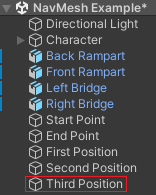 NavMesh Example*
Directional Light
Character
Back Rampart
Front Rampart
Left Bridge
Right Bridge
Start Point
End Point
First Position
Second Position
Third Position